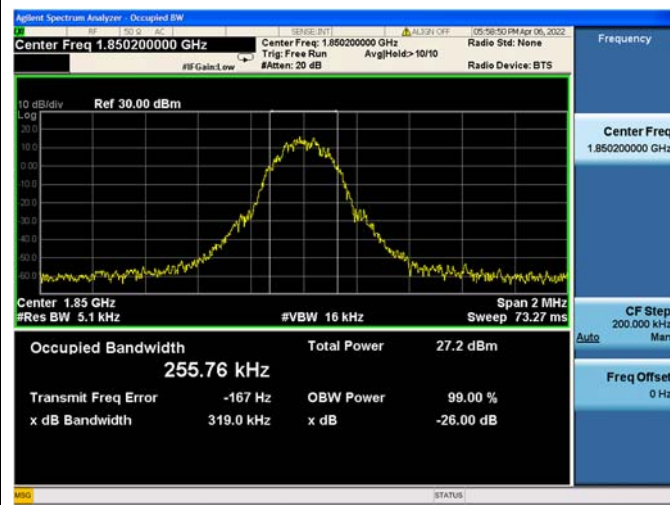 Agilent Spectrum Analyzer - Occupied BW
RF 50 Ω AC SENSE:INT ALIGN OFF 05:58:50 PM Apr 06, 2022
Center Freq 1.850200000 GHz
Center Freq: 1.850200000 GHz Radio Std: None
Trig: Free Run Avg|Hold:>10/10
#IFGain:Low #Atten: 20 dB Radio Device: BTS
Frequency
10 dB/div Ref 30.00 dBm
Log
20.0
10.0
0.00
-10.0
-20.0
-30.0
-40.0
-50.0
-60.0
Center 1.85 GHz Span 2 MHz
#Res BW 5.1 kHz #VBW 16 kHz Sweep 73.27 ms
Occupied Bandwidth Total Power 27.2 dBm
255.76 kHz
Transmit Freq Error -167 Hz OBW Power 99.00 %
x dB Bandwidth 319.0 kHz x dB -26.00 dB
Center Freq
1.850200000 GHz
CF Step
200.000 kHz
Auto Man
Freq Offset
0 Hz
MSG STATUS